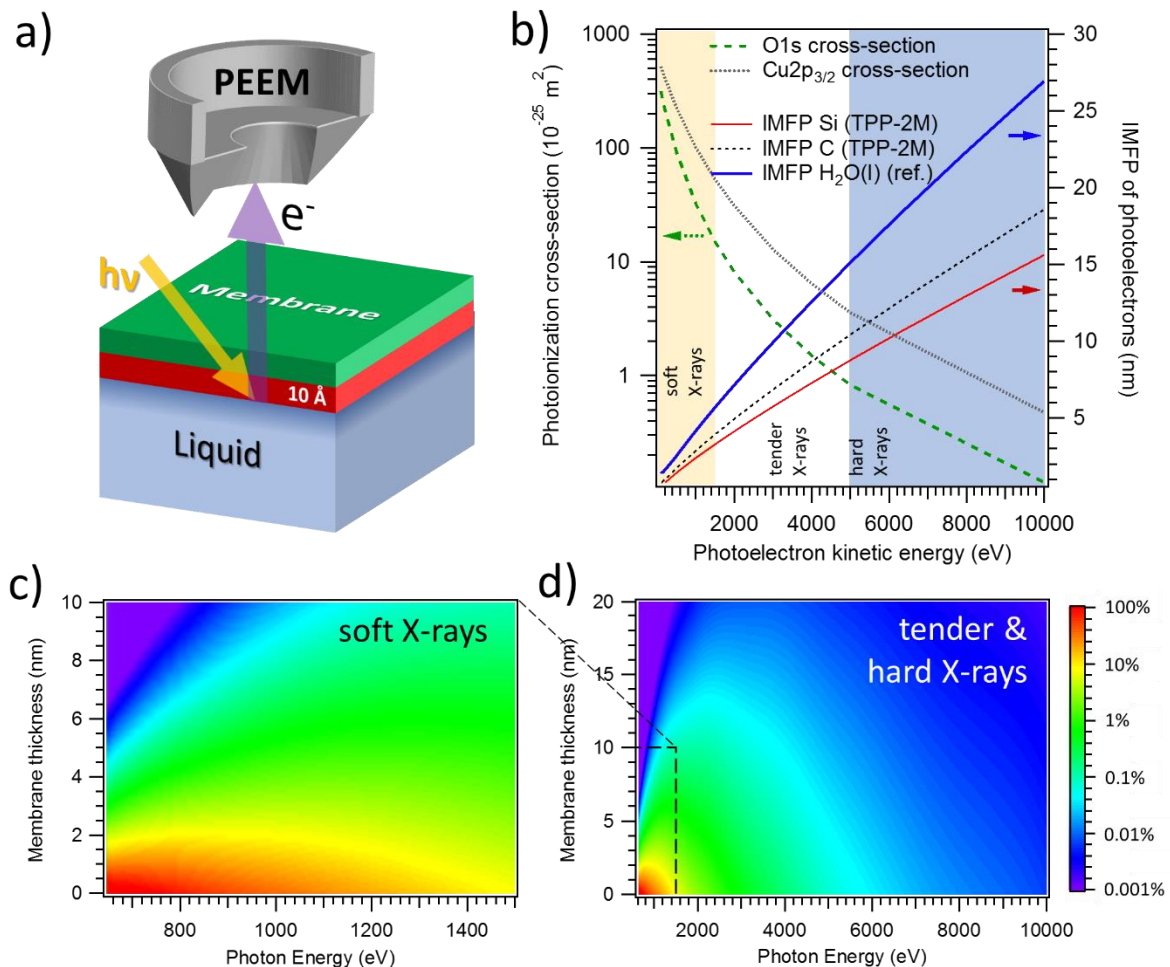 a)
PEEM
e-
hν
Membrane
10 Å
Liquid
b)
Photoionization cross-section (10-25 m2)
1000
100
10
1
O1s cross-section
Cu2p3/2 cross-section
IMFP Si (TPP-2M)
IMFP C (TPP-2M)
IMFP H2O(l) (ref.)
soft
X-rays
tender
X-rays
hard
X-rays
30
25
20
15
10
5
IMFP of photoelectrons (nm)
2000
4000
6000
8000
10000
Photoelectron kinetic energy (eV)
c)
Membrane thickness (nm)
10
8
6
4
2
0
soft X-rays
800
1000
1200
1400
Photon Energy (eV)
d)
Membrane thickness (nm)
20
15
10
5
0
tender &
hard X-rays
2000
4000
6000
8000
10000
Photon Energy (eV)
100%
10%
1%
0.1%
0.01%
0.001%